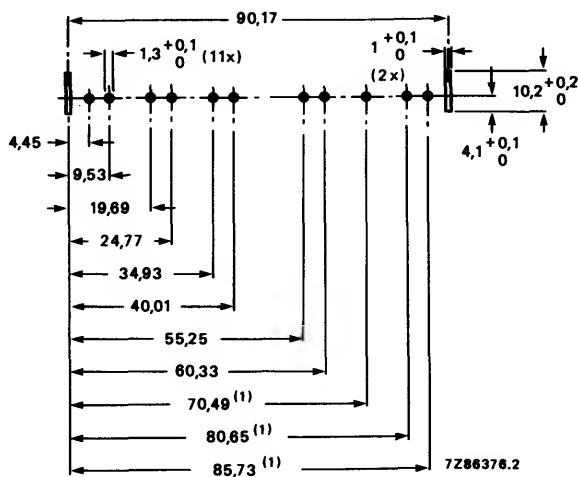 90,17
1,3 +0,1 0 (11x)
1 +0,1 0
(2x)
10,2 +0,2 0
4,1 +0,1 0
4,45
9,53
19,69
24,77
34,93
40,01
55,25
60,33
70,49 (1)
80,65 (1)
85,73 (1)
7Z86376.2